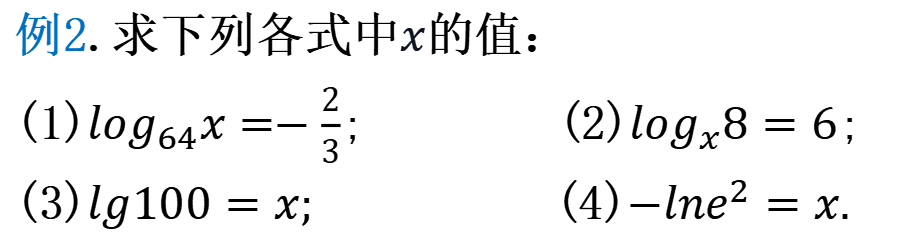 例2. 求下列各式中x的值：
(1) log₆₄x =− 2/3; (2) logₓ8 = 6;
(3) lg100 = x; (4) −lne² = x.